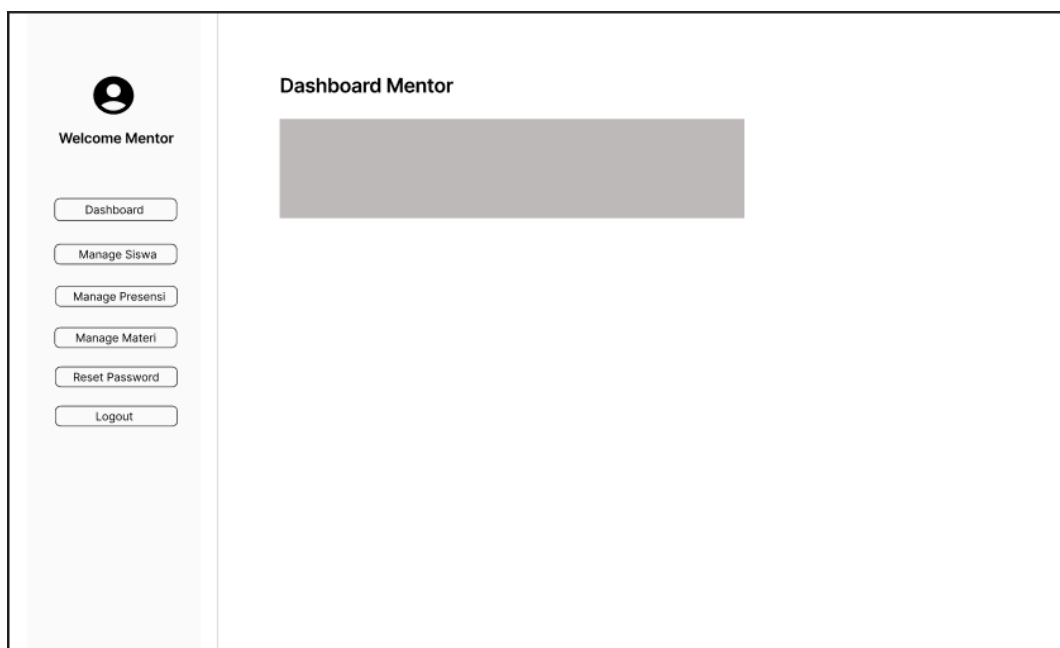 Welcome Mentor
Dashboard
Manage Siswa
Manage Presensi
Manage Materi
Reset Password
Logout
Dashboard Mentor